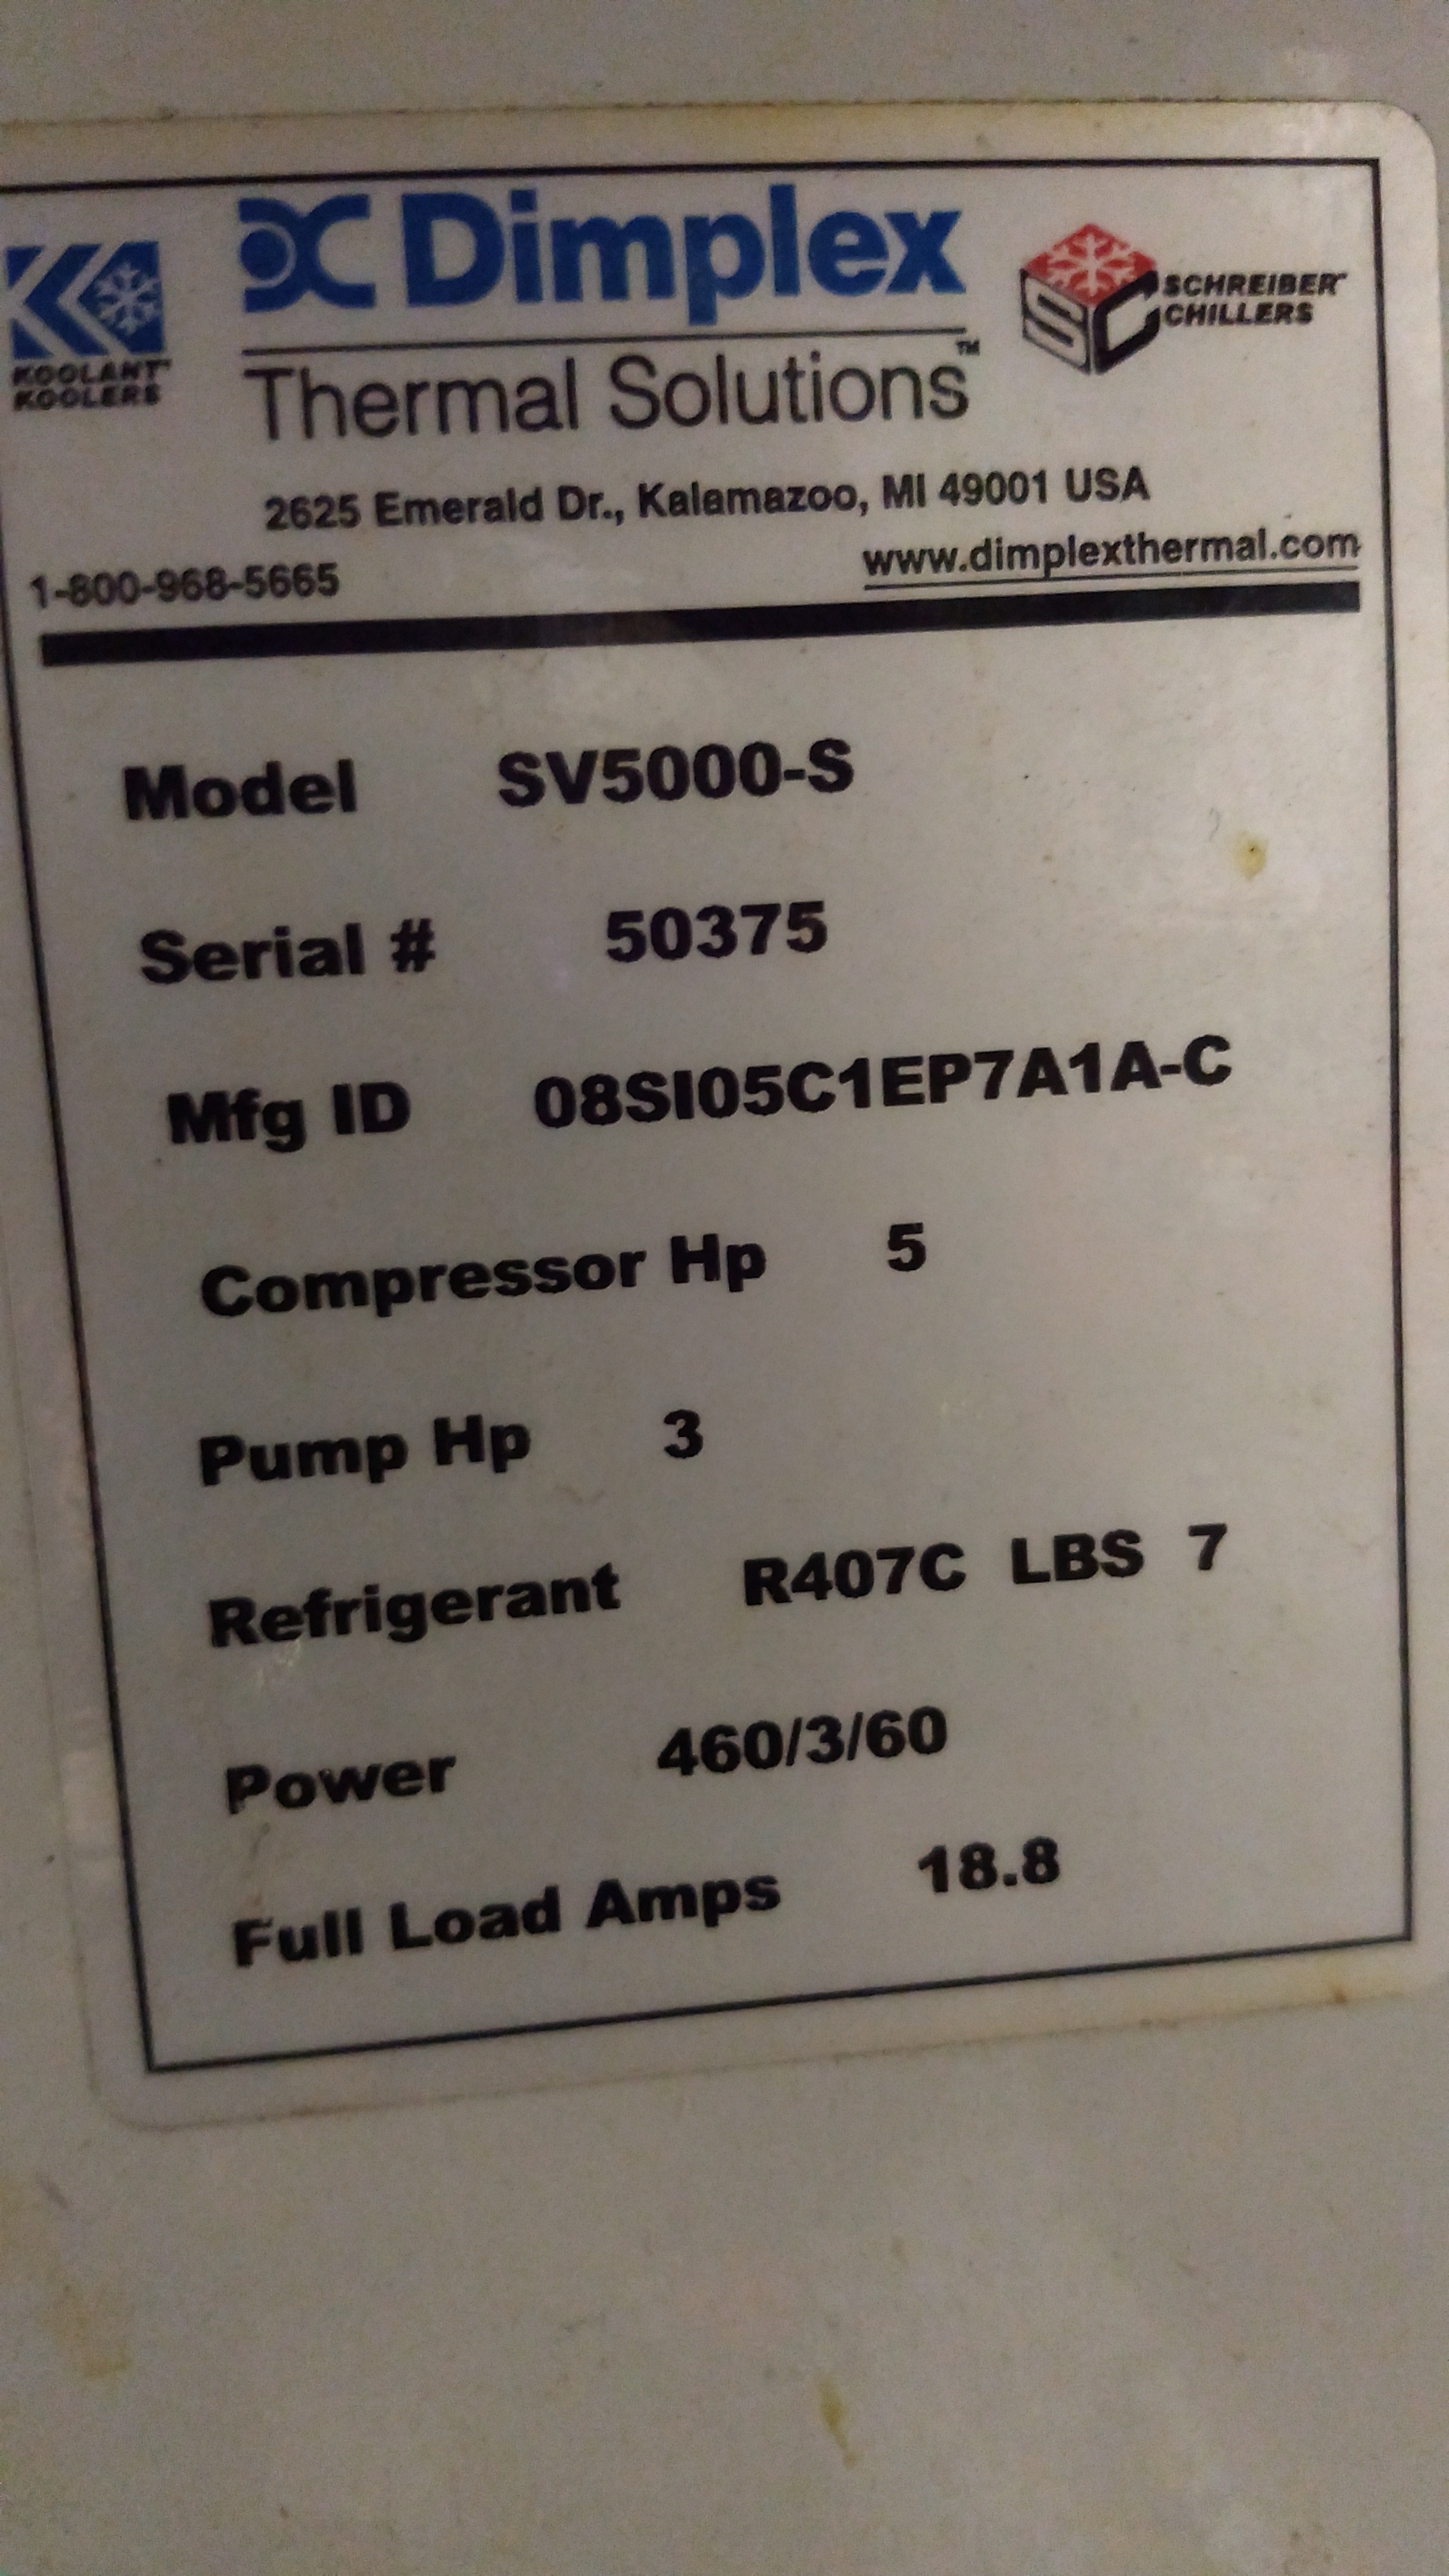 KOOLANT KOOLERS
Dimplex
Thermal Solutions™
SC SCHREIBER CHILLERS
2625 Emerald Dr., Kalamazoo, MI 49001 USA
1-800-968-5665 www.dimplexthermal.com
Model SV5000-S
Serial # 50375
Mfg ID 08SI05C1EP7A1A-C
Compressor Hp 5
Pump Hp 3
Refrigerant R407C LBS 7
Power 460/3/60
Full Load Amps 18.8